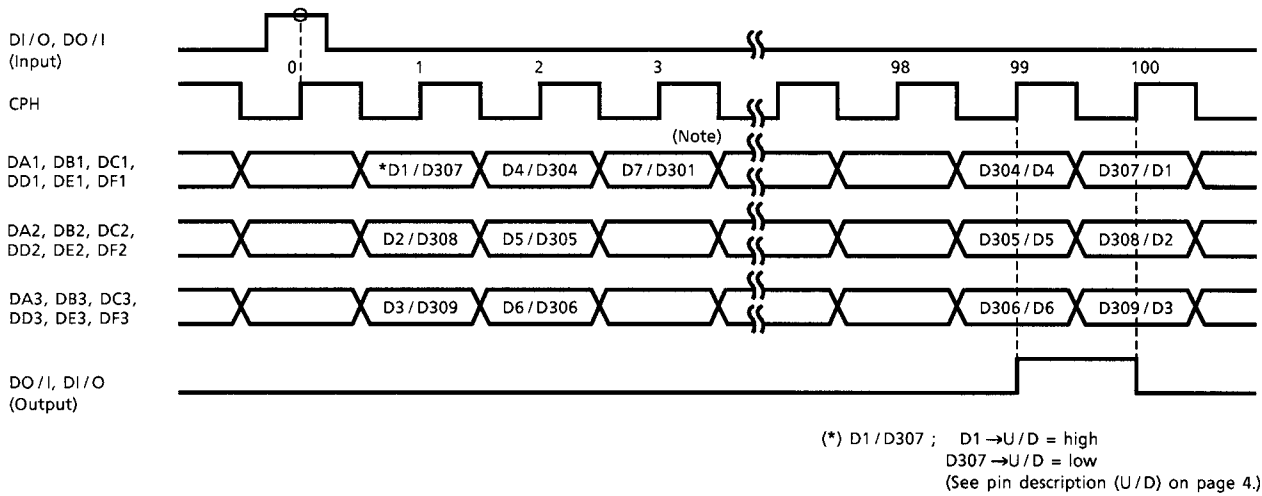 DI/O, DO/I
(Input)
0 1 2 3 98 99 100
CPH
(Note)
DA1, DB1, DC1,
DD1, DE1, DF1
*D1/D307 D4/D304 D7/D301 D304/D4 D307/D1
DA2, DB2, DC2,
DD2, DE2, DF2
D2/D308 D5/D305 D305/D5 D308/D2
DA3, DB3, DC3,
DD3, DE3, DF3
D3/D309 D6/D306 D306/D6 D309/D3
DO/I, DI/O
(Output)
(*) D1/D307 ; D1→U/D = high
D307→U/D = low
(See pin description (U/D) on page 4.)